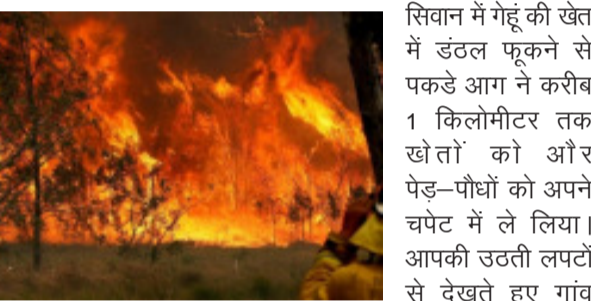 सिवान में गेहूं की खेत
में डंठल फूकने से
पकडे आग ने करीब
1 किलोमीटर तक
खेतों को और
पेड़–पौधों को अपने
चपेट में ले लिया।
आपकी उठती लपटों
से देखते हुए गांव